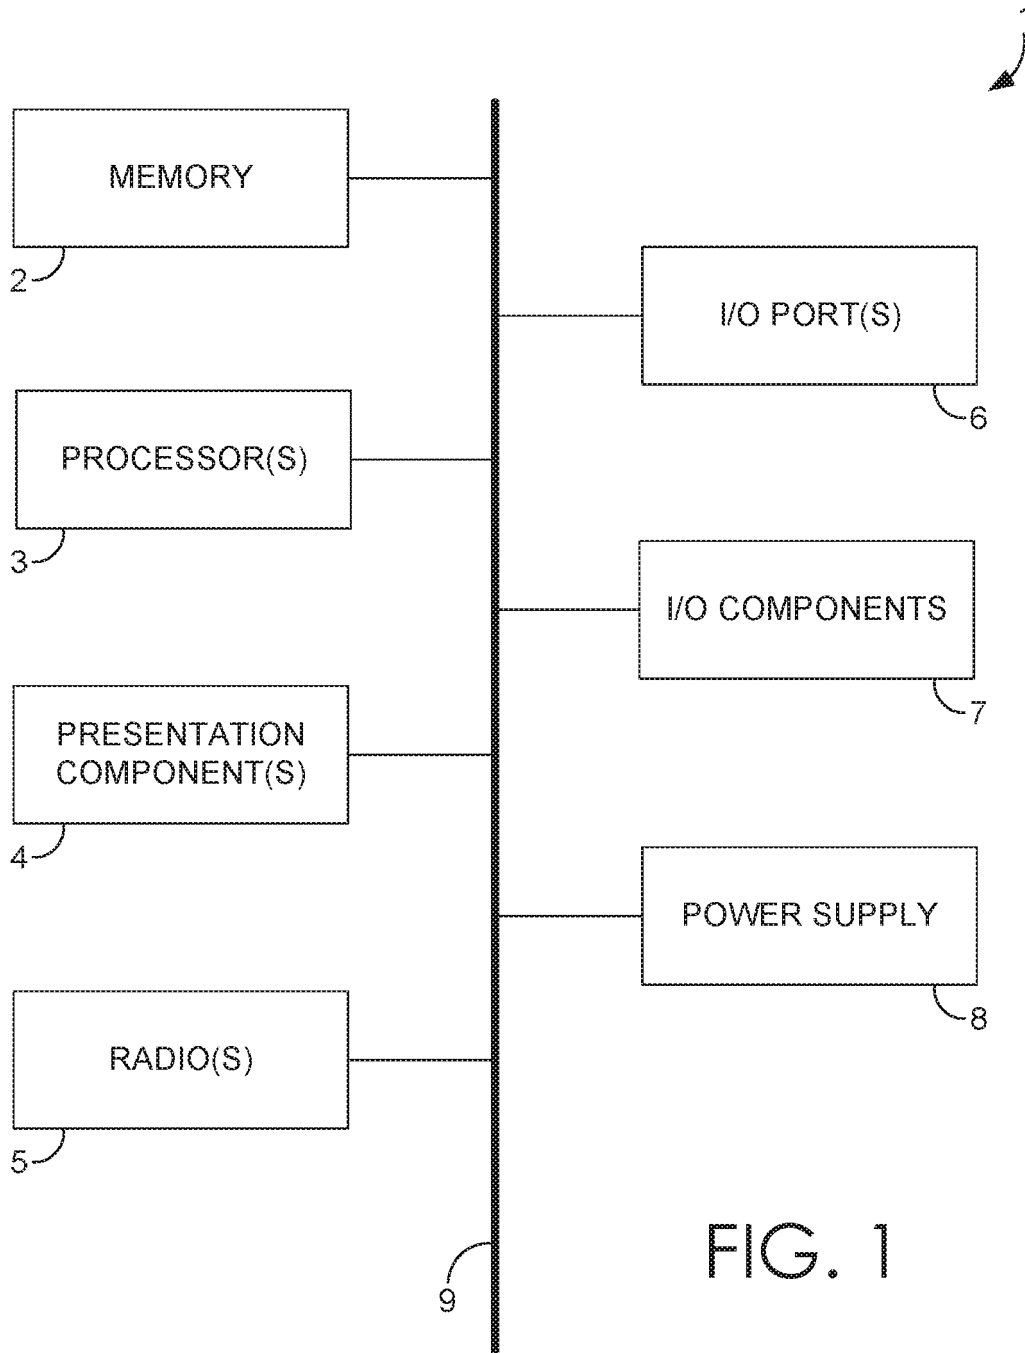 MEMORY
2
I/O PORT(S)
6
PROCESSOR(S)
3
I/O COMPONENTS
7
PRESENTATION
COMPONENT(S)
4
POWER SUPPLY
8
RADIO(S)
5
9
FIG. 1